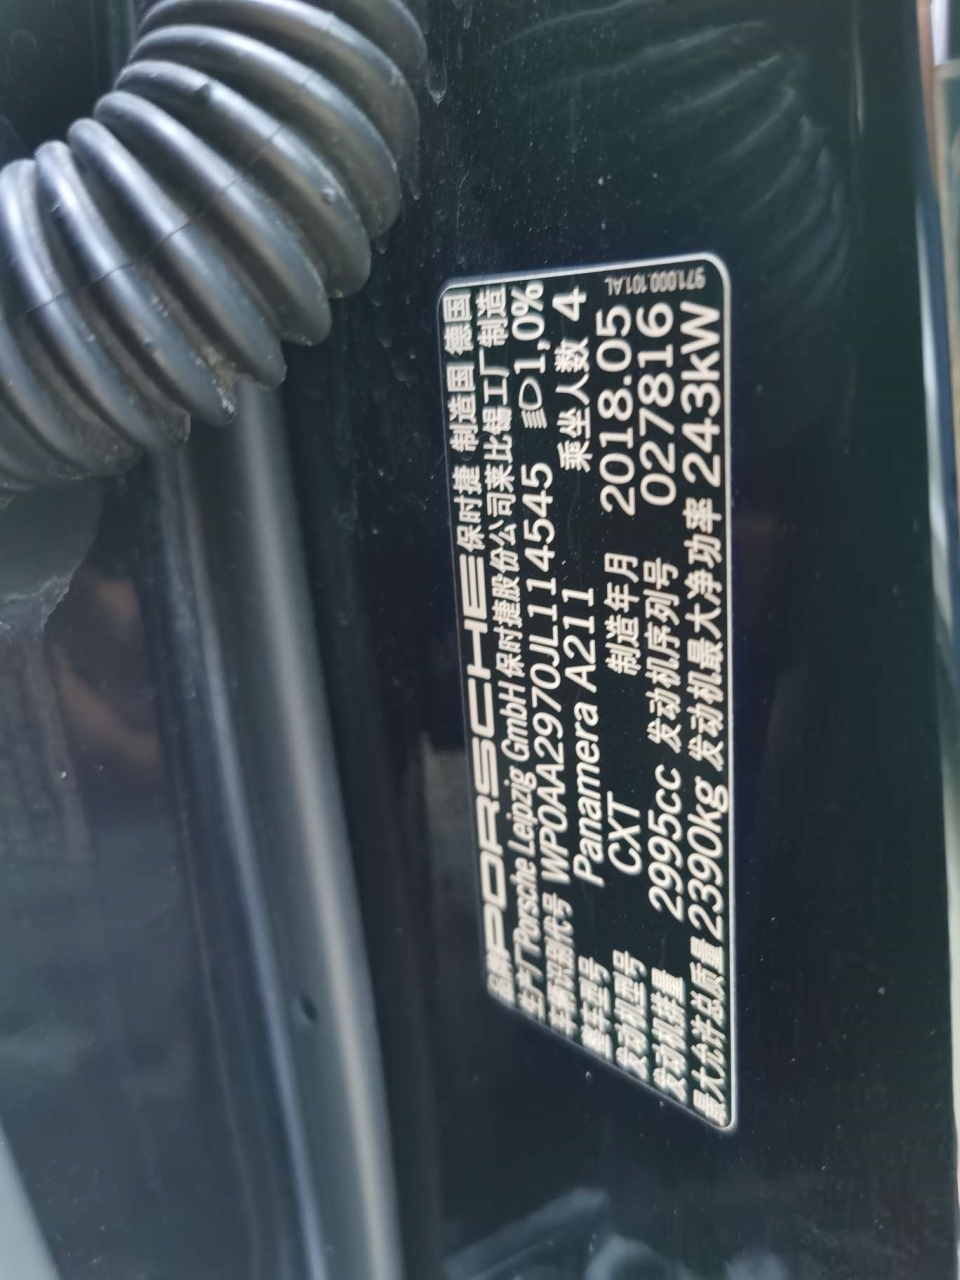 品牌 PORSCHE 保时捷 制造国 德国
生产厂 Porsche Leipzig GmbH 保时捷股份公司莱比锡工厂制造
车辆识别代号 WP0AA2970JL114545 1,0%
整车型号 Panamera A211 乘坐人数 4
发动机型号 CXT 制造年月 2018.05
发动机排量 2995cc 发动机序列号 027816
最大允许总质量 2390kg 发动机最大净功率 243kW
971.000.101.AL